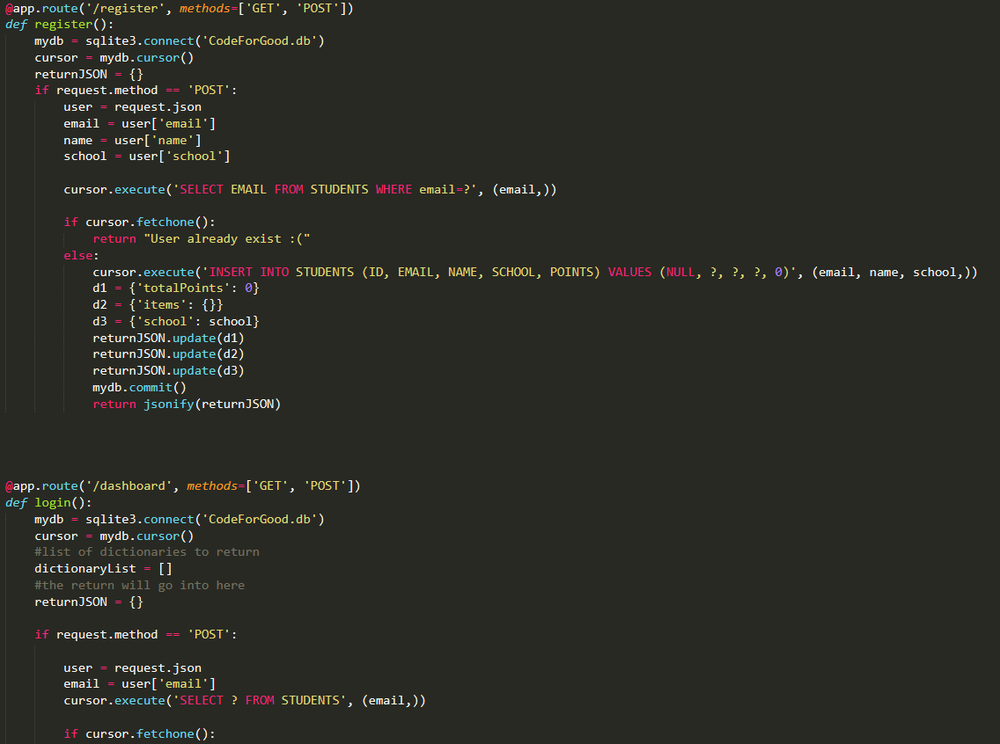 @app.route('/register', methods=['GET', 'POST'])
def register():
    mydb = sqlite3.connect('CodeForGood.db')
    cursor = mydb.cursor()
    returnJSON = {}
    if request.method == 'POST':
        user = request.json
        email = user['email']
        name = user['name']
        school = user['school']

        cursor.execute('SELECT EMAIL FROM STUDENTS WHERE email=?', (email,))

        if cursor.fetchone():
            return "User already exist :("
        else:
            cursor.execute('INSERT INTO STUDENTS (ID, EMAIL, NAME, SCHOOL, POINTS) VALUES (NULL, ?, ?, ?, 0)', (email, name, school,))
            d1 = {'totalPoints': 0}
            d2 = {'items': {}}
            d3 = {'school': school}
            returnJSON.update(d1)
            returnJSON.update(d2)
            returnJSON.update(d3)
            mydb.commit()
            return jsonify(returnJSON)

@app.route('/dashboard', methods=['GET', 'POST'])
def login():
    mydb = sqlite3.connect('CodeForGood.db')
    cursor = mydb.cursor()
    #list of dictionaries to return
    dictionaryList = []
    #the return will go into here
    returnJSON = {}

    if request.method == 'POST':

        user = request.json
        email = user['email']
        cursor.execute('SELECT ? FROM STUDENTS', (email,))

        if cursor.fetchone():